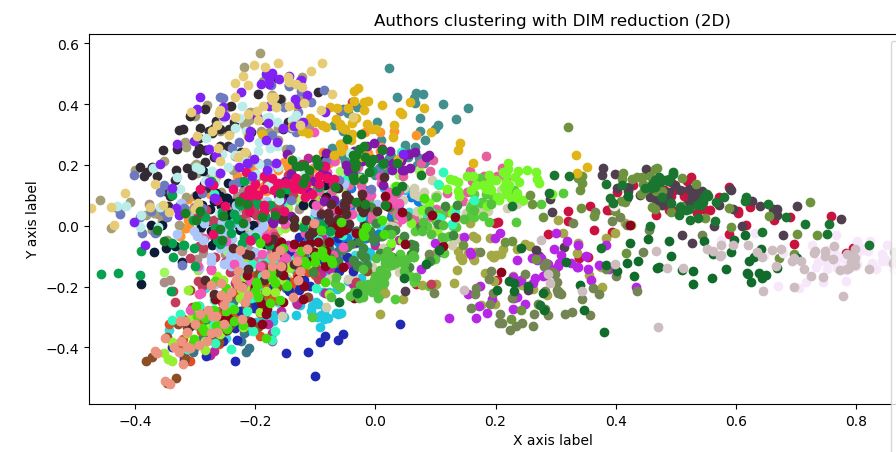 Authors clustering with DIM reduction (2D)
0.6
0.4
0.2
0.0
−0.2
−0.4
Y axis label
−0.4 −0.2 0.0 0.2 0.4 0.6 0.8
X axis label